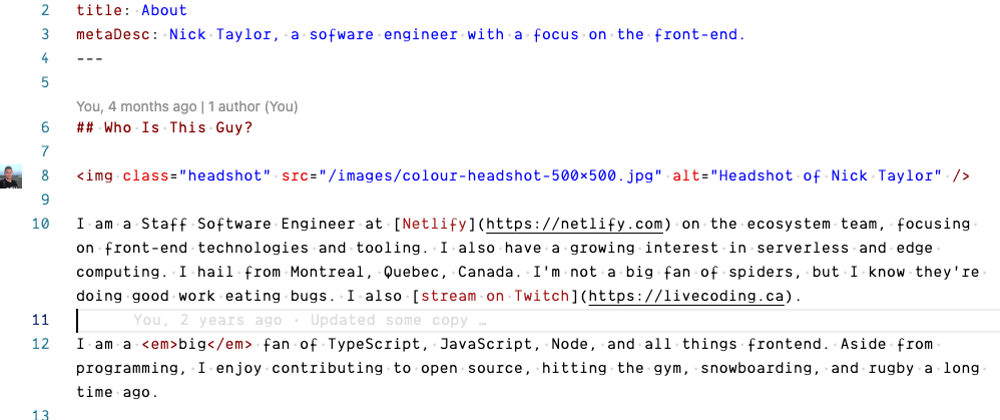 2 title: About
3 metaDesc: Nick Taylor, a sofware engineer with a focus on the front-end.
4 ---
5
You, 4 months ago | 1 author (You)
6 ## Who Is This Guy?
7
8 <img class="headshot" src="/images/colour-headshot-500×500.jpg" alt="Headshot of Nick Taylor" />
9
10 I am a Staff Software Engineer at [Netlify](https://netlify.com) on the ecosystem team, focusing
on front-end technologies and tooling. I also have a growing interest in serverless and edge
computing. I hail from Montreal, Quebec, Canada. I'm not a big fan of spiders, but I know they're
doing good work eating bugs. I also [stream on Twitch](https://livecoding.ca).
11 You, 2 years ago · Updated some copy …
12 I am a <em>big</em> fan of TypeScript, JavaScript, Node, and all things frontend. Aside from
programming, I enjoy contributing to open source, hitting the gym, snowboarding, and rugby a long
time ago.
13